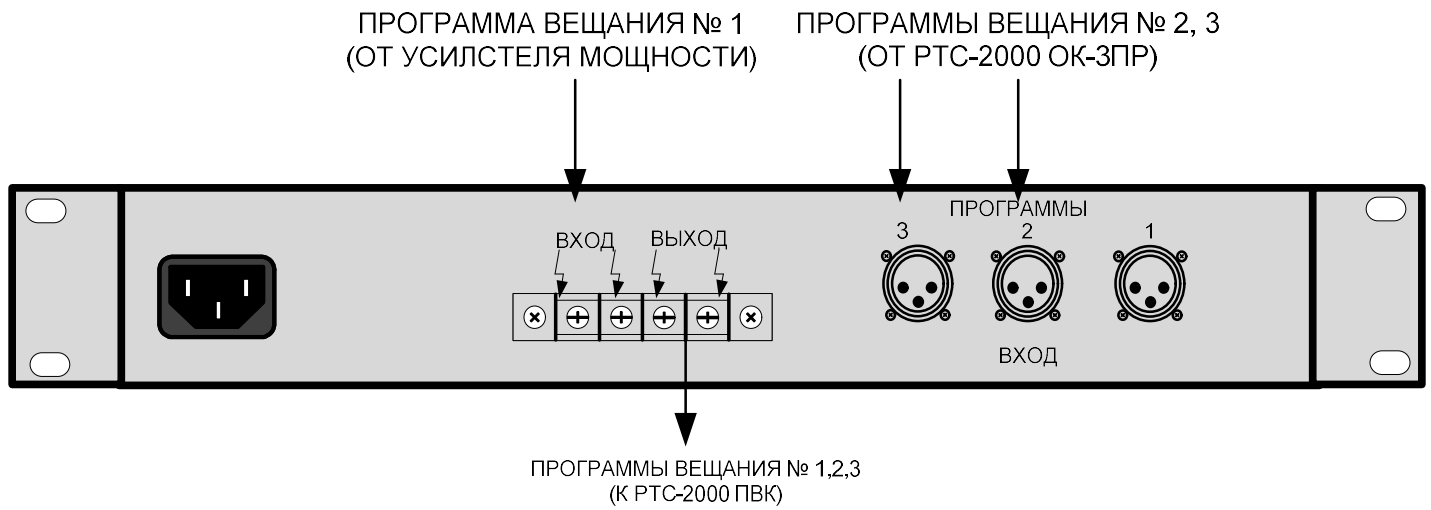 ПРОГРАММА ВЕЩАНИЯ № 1
(ОТ УСИЛСТЕЛЯ МОЩНОСТИ)
ПРОГРАММЫ ВЕЩАНИЯ № 2, 3
(ОТ РТС-2000 ОК-3ПР)
ПРОГРАММЫ
3 2 1
ВХОД ВЫХОД
ВХОД
ПРОГРАММЫ ВЕЩАНИЯ № 1,2,3
(К РТС-2000 ПВК)